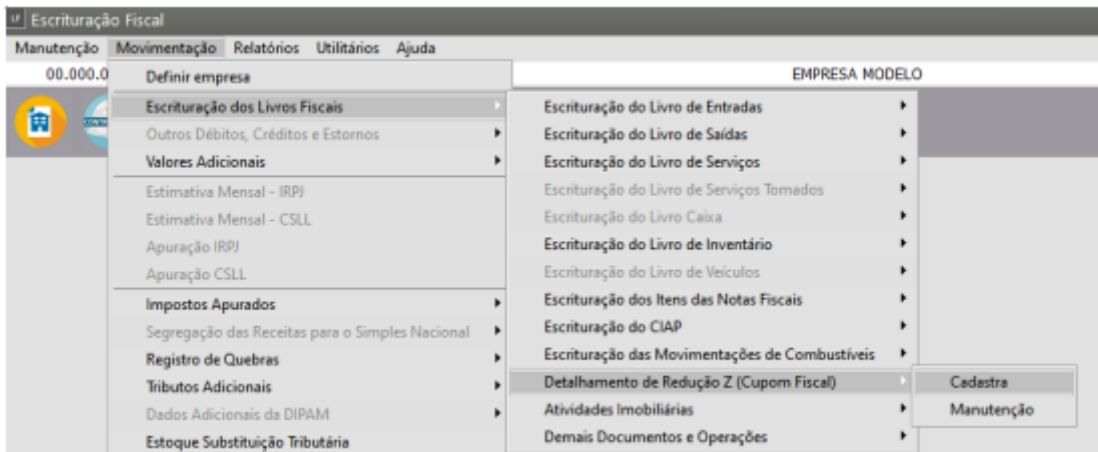 LF Escrituração Fiscal
Manutenção Movimentação Relatórios Utilitários Ajuda
00.000.0
EMPRESA MODELO
Definir empresa
Escrituração dos Livros Fiscais
Outros Débitos, Créditos e Estornos
Valores Adicionais
Estimativa Mensal - IRPJ
Estimativa Mensal - CSLL
Apuração IRPJ
Apuração CSLL
Impostos Apurados
Segregação das Receitas para o Simples Nacional
Registro de Quebras
Tributos Adicionais
Dados Adicionais da DIPAM
Estoque Substituição Tributária
Escrituração do Livro de Entradas
Escrituração do Livro de Saídas
Escrituração do Livro de Serviços
Escrituração do Livro de Serviços Tomados
Escrituração do Livro Caixa
Escrituração do Livro de Inventário
Escrituração do Livro de Veículos
Escrituração dos Itens das Notas Fiscais
Escrituração do CIAP
Escrituração das Movimentações de Combustíveis
Detalhamento de Redução Z (Cupom Fiscal)
Atividades Imobiliárias
Demais Documentos e Operações
Cadastra
Manutenção